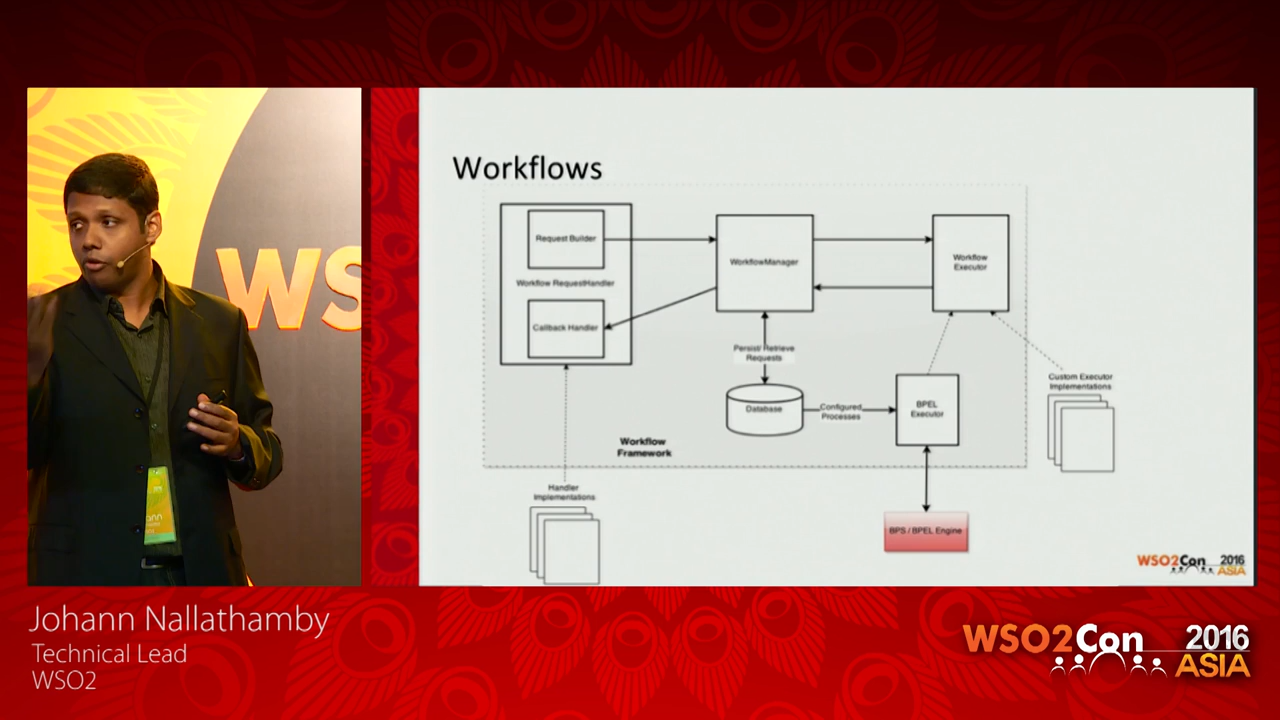 WS
Workflows
Request Builder
Workflow RequestHandler
Callback Handler
WorkflowManager
Workflow
Executor
Persist/ Retrieve
Requests
Database
Configured
Processes
BPEL
Executor
Custom Executor
Implementations
Workflow
Framework
Handler
Implementations
BPS / BPEL Engine
WSO2Con 2016
ASIA
Johann Nallathamby
Technical Lead
WSO2
WSO2Con 2016
ASIA